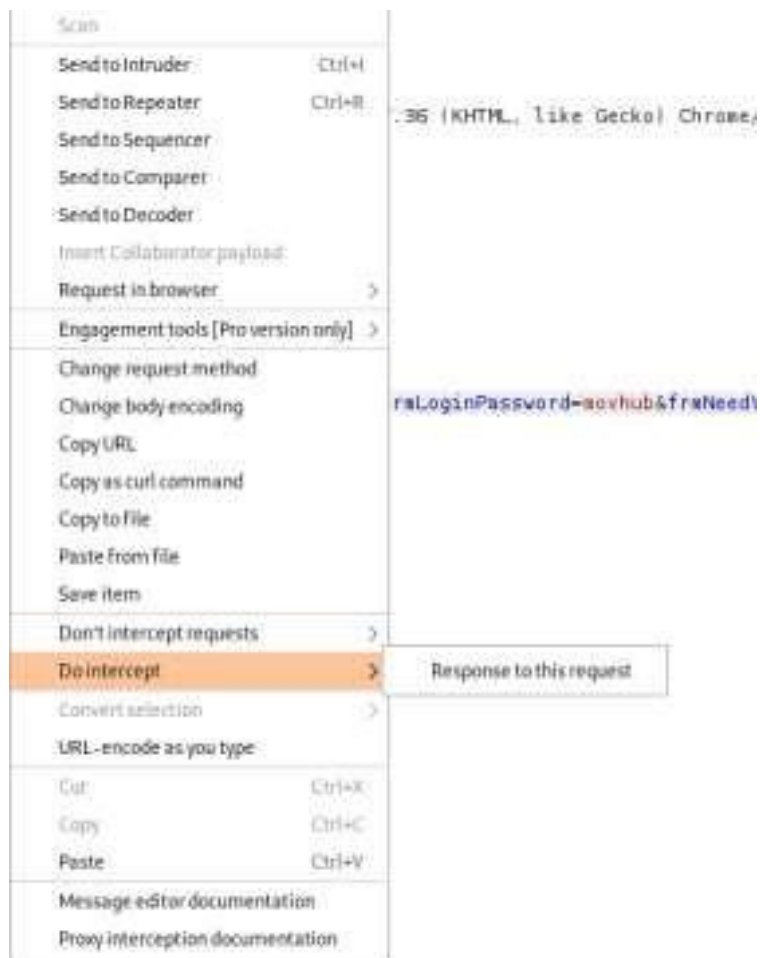 Scan
Send to Intruder Ctrl+I
Send to Repeater Ctrl+R
.36 (KHTML, like Gecko) Chrome/
Send to Sequencer
Send to Comparer
Send to Decoder
Insert Collaborator payload
Request in browser >
Engagement tools [Pro version only] >
Change request method
Change body encoding
rmLoginPassword=movhub&frmNeedV
Copy URL
Copy as curl command
Copy to file
Paste from file
Save item
Don't intercept requests >
Do intercept >
Response to this request
Convert selection >
URL-encode as you type
Cut Ctrl+X
Copy Ctrl+C
Paste Ctrl+V
Message editor documentation
Proxy interception documentation